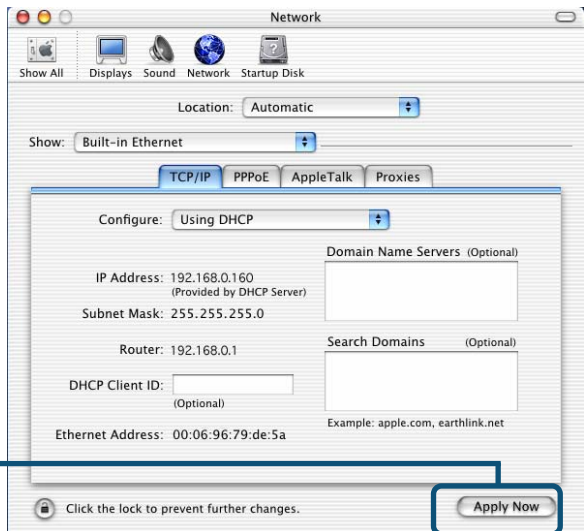 Network
Show All Displays Sound Network Startup Disk
Location: Automatic
Show: Built-in Ethernet
TCP/IP PPPoE AppleTalk Proxies
Configure: Using DHCP
Domain Name Servers (Optional)
IP Address: 192.168.0.160
(Provided by DHCP Server)
Subnet Mask: 255.255.255.0
Router: 192.168.0.1
Search Domains (Optional)
DHCP Client ID:
(Optional)
Example: apple.com, earthlink.net
Ethernet Address: 00:06:96:79:de:5a
Click the lock to prevent further changes.
Apply Now